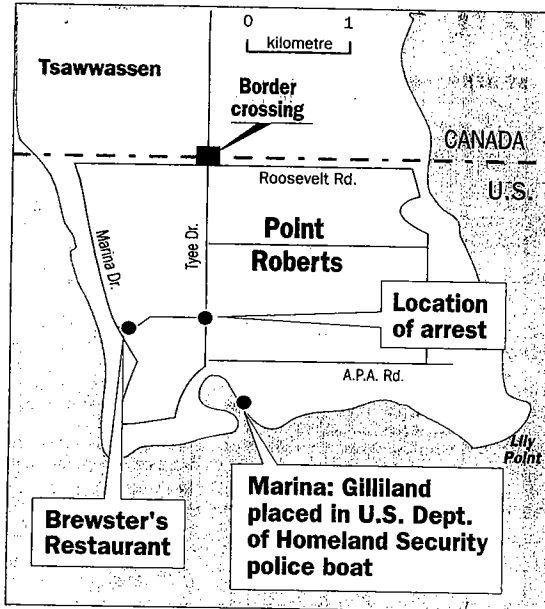 0 1
kilometre
Tsawwassen
Border
crossing
CANADA
U.S.
Roosevelt Rd.
Marina Dr.
Tyee Dr.
Point
Roberts
Location
of arrest
A.P.A. Rd.
Lily
Point
Brewster's
Restaurant
Marina: Gilliland
placed in U.S. Dept.
of Homeland Security
police boat